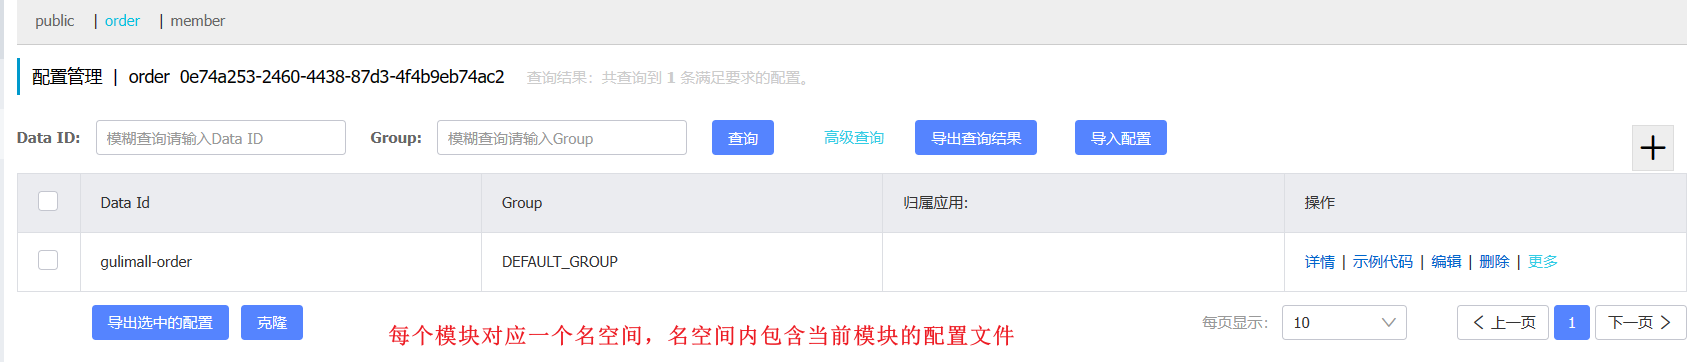 public | order | member
配置管理 | order 0e74a253-2460-4438-87d3-4f4b9eb74ac2 查询结果：共查询到 1 条满足要求的配置。
Data ID: 模糊查询请输入Data ID Group: 模糊查询请输入Group 查询 高级查询 导出查询结果 导入配置 +
Data Id Group 归属应用: 操作
gulimall-order DEFAULT_GROUP 详情 | 示例代码 | 编辑 | 删除 | 更多
导出选中的配置 克隆 每页显示: 10 < 上一页 1 下一页 >
每个模块对应一个名空间，名空间内包含当前模块的配置文件